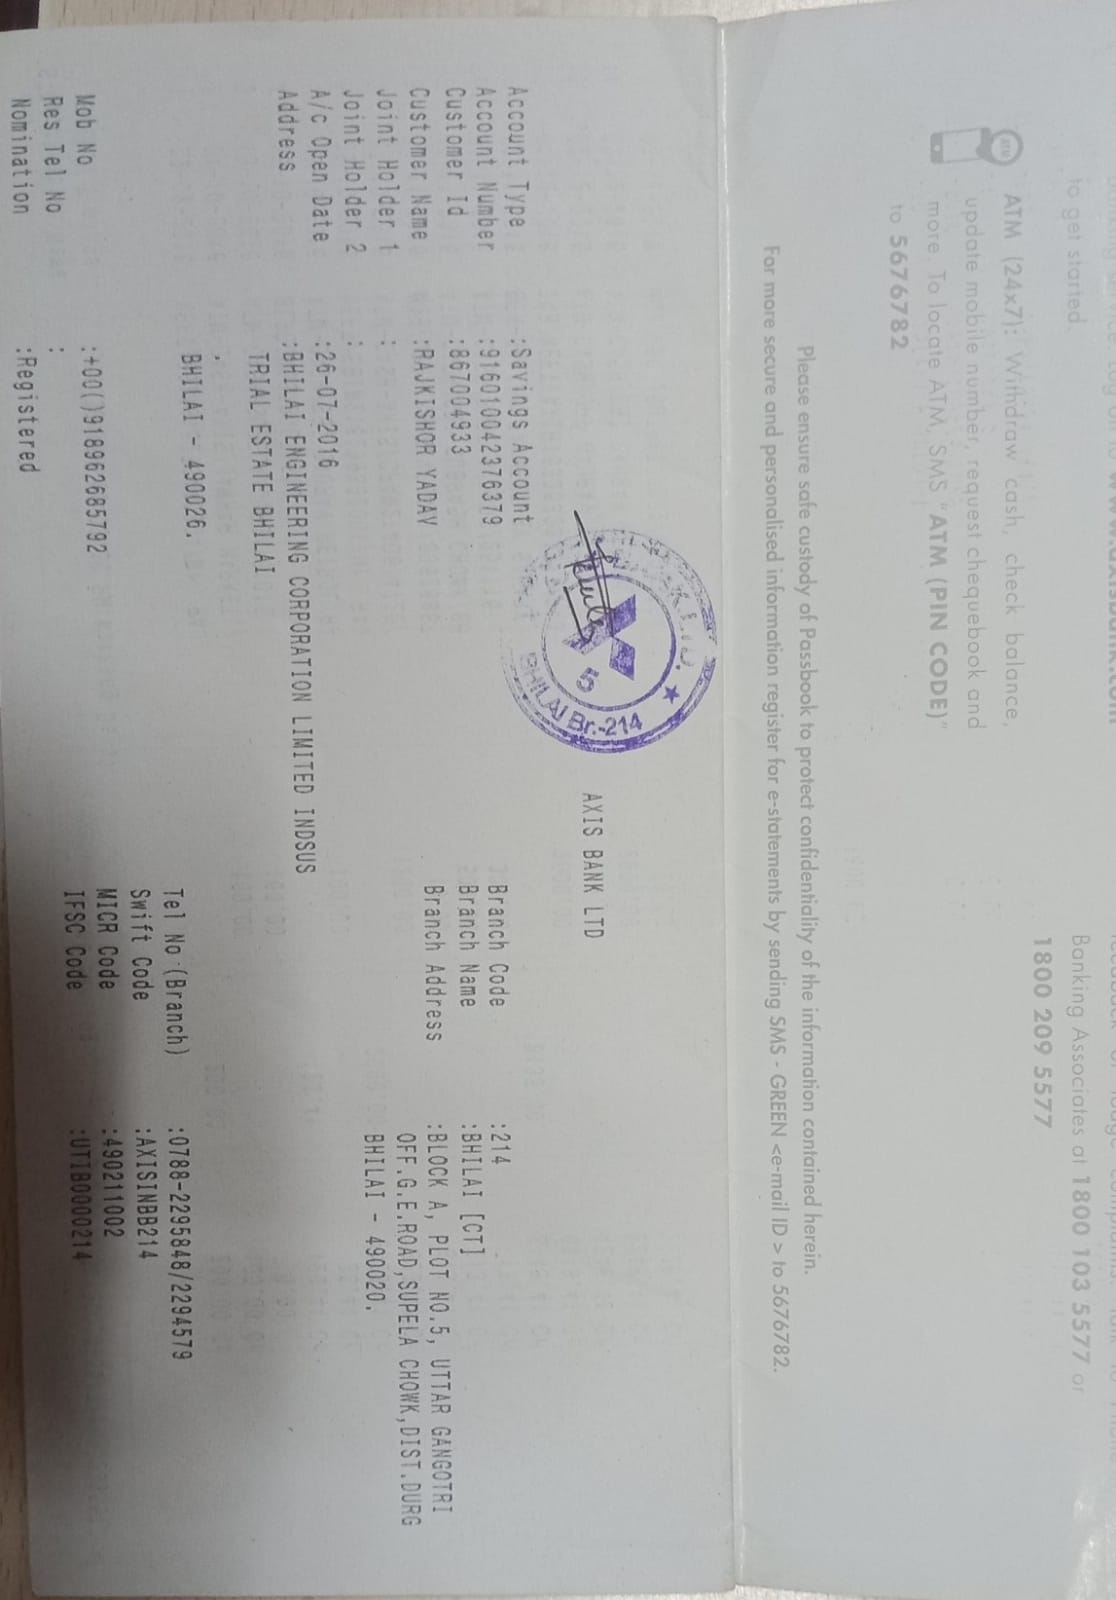 to get started.
ATM (24x7): Withdraw cash, check balance,
update mobile number, request chequebook and
more. To locate ATM, SMS "ATM (PIN CODE)"
to 5676782
Banking Associates at 1800 103 5577 or
1800 209 5577
Please ensure safe custody of Passbook to protect confidentiality of the information contained herein.
For more secure and personalised information register for e-statements by sending SMS - GREEN <e-mail ID > to 5676782.
AXIS BANK LTD
BHILAI Br.-214
5
Account Type :Savings Account
Account Number :916010042376379
Customer Id :867004933
Customer Name :RAJKISHOR YADAV
Joint Holder 1 :
Joint Holder 2 :
A/c Open Date :26-07-2016
Address :BHILAI ENGINEERING CORPORATION LIMITED INDSUS
TRIAL ESTATE BHILAI
,
BHILAI - 490026.
Mob No :+00()918962685792
Res Tel No :
Nomination :Registered
Branch Code :214
Branch Name :BHILAI [CT]
Branch Address :BLOCK A, PLOT NO.5, UTTAR GANGOTRI
OFF.G.E.ROAD,SUPELA CHOWK,DIST.DURG
BHILAI - 490020.
Tel No (Branch) :0788-2295848/2294579
Swift Code :AXISINBB214
MICR Code :490211002
IFSC Code :UTIB0000214